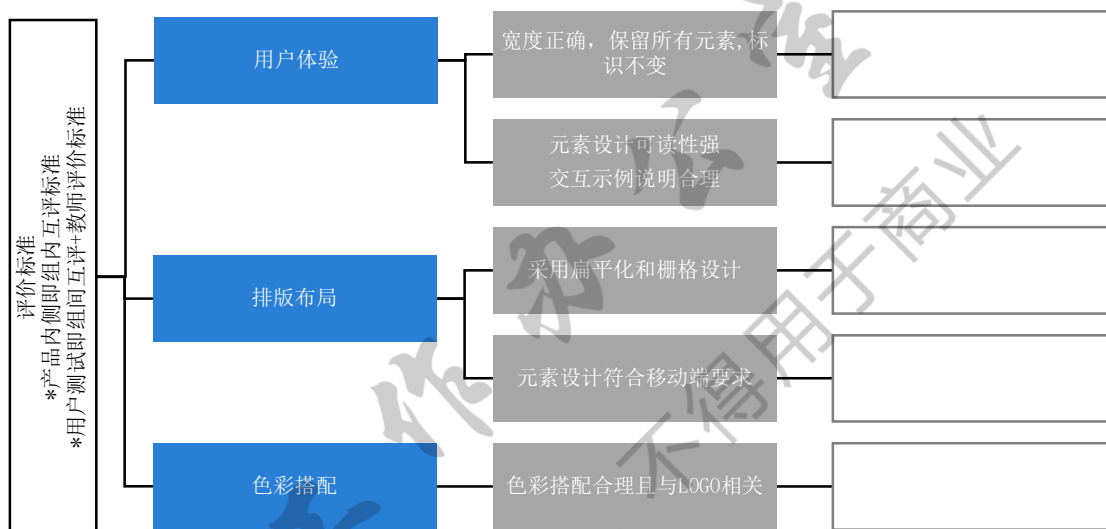 评价标准
*产品内侧即组内互评标准
*用户测试即组间互评+教师评价标准
用户体验
宽度正确，保留所有元素,标
识不变
元素设计可读性强
交互示例说明合理
排版布局
采用扁平化和栅格设计
元素设计符合移动端要求
色彩搭配
色彩搭配合理且与LOGO相关
作办公室
不得用于商业